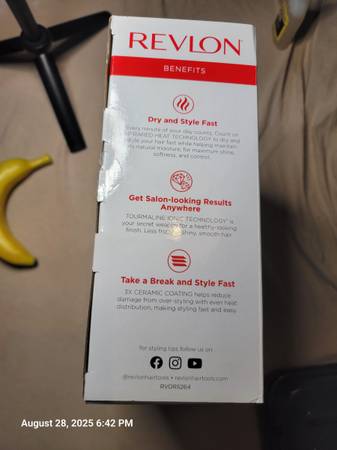 REVLON
BENEFITS
Dry and Style Fast
Every minute of your day counts. Count on
INFRARED HEAT TECHNOLOGY to dry and
style your hair fast while helping maintain
its natural moisture, for maximum shine,
softness, and control.
Get Salon-looking Results
Anywhere
TOURMALINE IONIC TECHNOLOGY is
your secret weapon for a healthy-looking
finish. Less frizz, shiny, smooth hair.
Take a Break and Style Fast
3X CERAMIC COATING helps reduce
damage from over-styling with even heat
distribution, making styling fast and easy.
for styling tips follow us on
@revlonhairtools • revlonhairtools.com
RVDR5264
August 28, 2025 6:42 PM